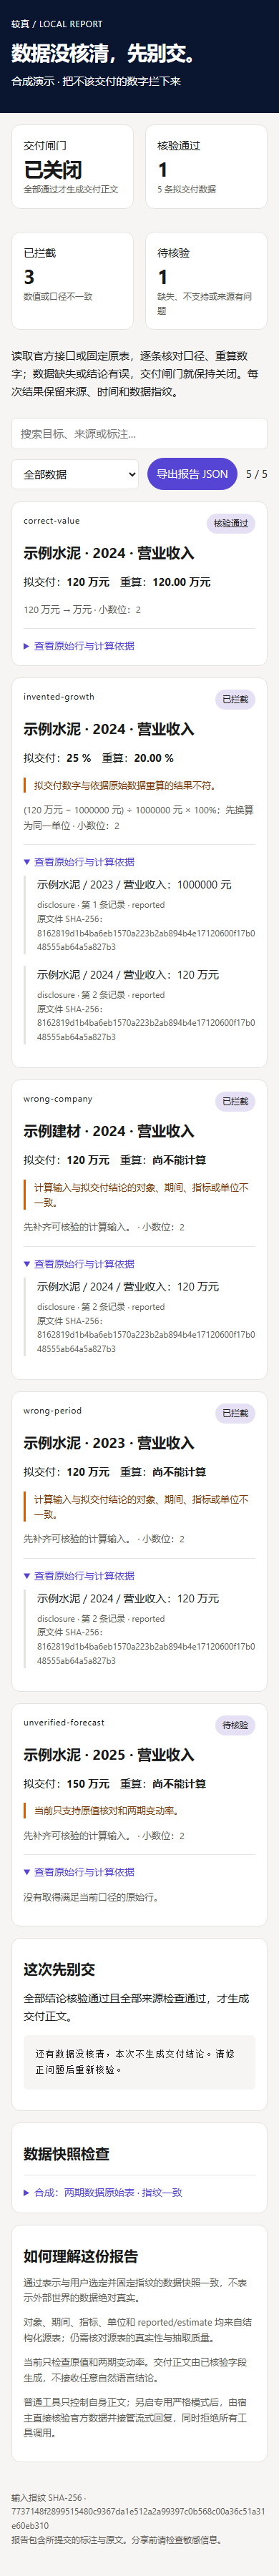 较真 / LOCAL REPORT
数据没核清，先别交。
合成演示 · 把不该交付的数字拦下来
交付闸门
已关闭
全部通过才生成交付正文
核验通过
1
5 条拟交付数据
已拦截
3
数值或口径不一致
待核验
1
缺失、不支持或来源有问
题
读取官方接口或固定原表，逐条核对口径、重算数
字；数据缺失或结论有误，交付闸门就保持关闭。每
次结果保留来源、时间和数据指纹。
搜索目标、来源或标注...
全部数据
导出报告 JSON
5 / 5
correct-value
核验通过
示例水泥 · 2024 · 营业收入
拟交付：120 万元 重算：120.00 万元
120 万元 → 万元 · 小数位：2
▶ 查看原始行与计算依据
invented-growth
已拦截
示例水泥 · 2024 · 营业收入
拟交付：25 % 重算：20.00 %
拟交付数字与依据原始数据重算的结果不符。
(120 万元 − 1000000 元) ÷ 1000000 元 × 100%；先换算
为同一单位 · 小数位：2
▼ 查看原始行与计算依据
示例水泥 / 2023 / 营业收入：1000000 元
disclosure · 第 1 条记录 · reported
原文件 SHA-256：
8162819d1b4ba6eb1570a223b2ab894b4e17120600f17b0
48555ab64a5a827b3
示例水泥 / 2024 / 营业收入：120 万元
disclosure · 第 2 条记录 · reported
原文件 SHA-256：
8162819d1b4ba6eb1570a223b2ab894b4e17120600f17b0
48555ab64a5a827b3
wrong-company
已拦截
示例建材 · 2024 · 营业收入
拟交付：120 万元 重算：尚不能计算
计算输入与拟交付结论的对象、期间、指标或单位不
一致。
先补齐可核验的计算输入。 · 小数位：2
▼ 查看原始行与计算依据
示例水泥 / 2024 / 营业收入：120 万元
disclosure · 第 2 条记录 · reported
原文件 SHA-256：
8162819d1b4ba6eb1570a223b2ab894b4e17120600f17b0
48555ab64a5a827b3
wrong-period
已拦截
示例水泥 · 2023 · 营业收入
拟交付：120 万元 重算：尚不能计算
计算输入与拟交付结论的对象、期间、指标或单位不
一致。
先补齐可核验的计算输入。 · 小数位：2
▼ 查看原始行与计算依据
示例水泥 / 2024 / 营业收入：120 万元
disclosure · 第 2 条记录 · reported
原文件 SHA-256：
8162819d1b4ba6eb1570a223b2ab894b4e17120600f17b0
48555ab64a5a827b3
unverified-forecast
待核验
示例水泥 · 2025 · 营业收入
拟交付：150 万元 重算：尚不能计算
当前只支持原值核对和两期变动率。
先补齐可核验的计算输入。 · 小数位：2
▼ 查看原始行与计算依据
没有取得满足当前口径的原始行。
这次先别交
全部结论核验通过且全部来源检查通过，才生成
交付正文。
还有数据没核清，本次不生成交付结论。请修
正问题后重新核验。
数据快照检查
▶ 合成：两期数据原始表 · 指纹一致
如何理解这份报告
通过表示与用户选定并固定指纹的数据快照一致，不表
示外部世界的数据绝对真实。
对象、期间、指标、单位和 reported/estimate 均来自结
构化源表；仍需核对源表的真实性与抽取质量。
当前只检查原值和两期变动率。交付正文由已核验字段
生成，不接收任意自然语言结论。
普通工具只控制自身正文；另启专用严格模式后，由宿
主直接核验官方数据并接管流式回复，同时拒绝所有工
具调用。
输入指纹 SHA-256 ·
7737148f2899515480c9367da1e512a2a99397c0b568c00a36c51a31
e60eb310
报告包含所提交的标注与原文。分享前请检查敏感信息。